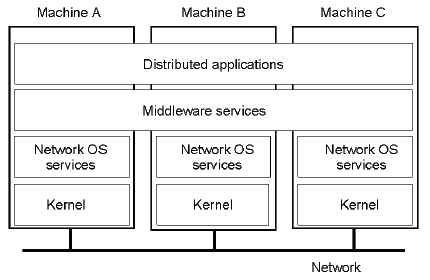 Machine A
Machine B
Machine C
Distributed applications
Middleware services
Network OS
services
Network OS
services
Network OS
services
Kernel
Kernel
Kernel
Network